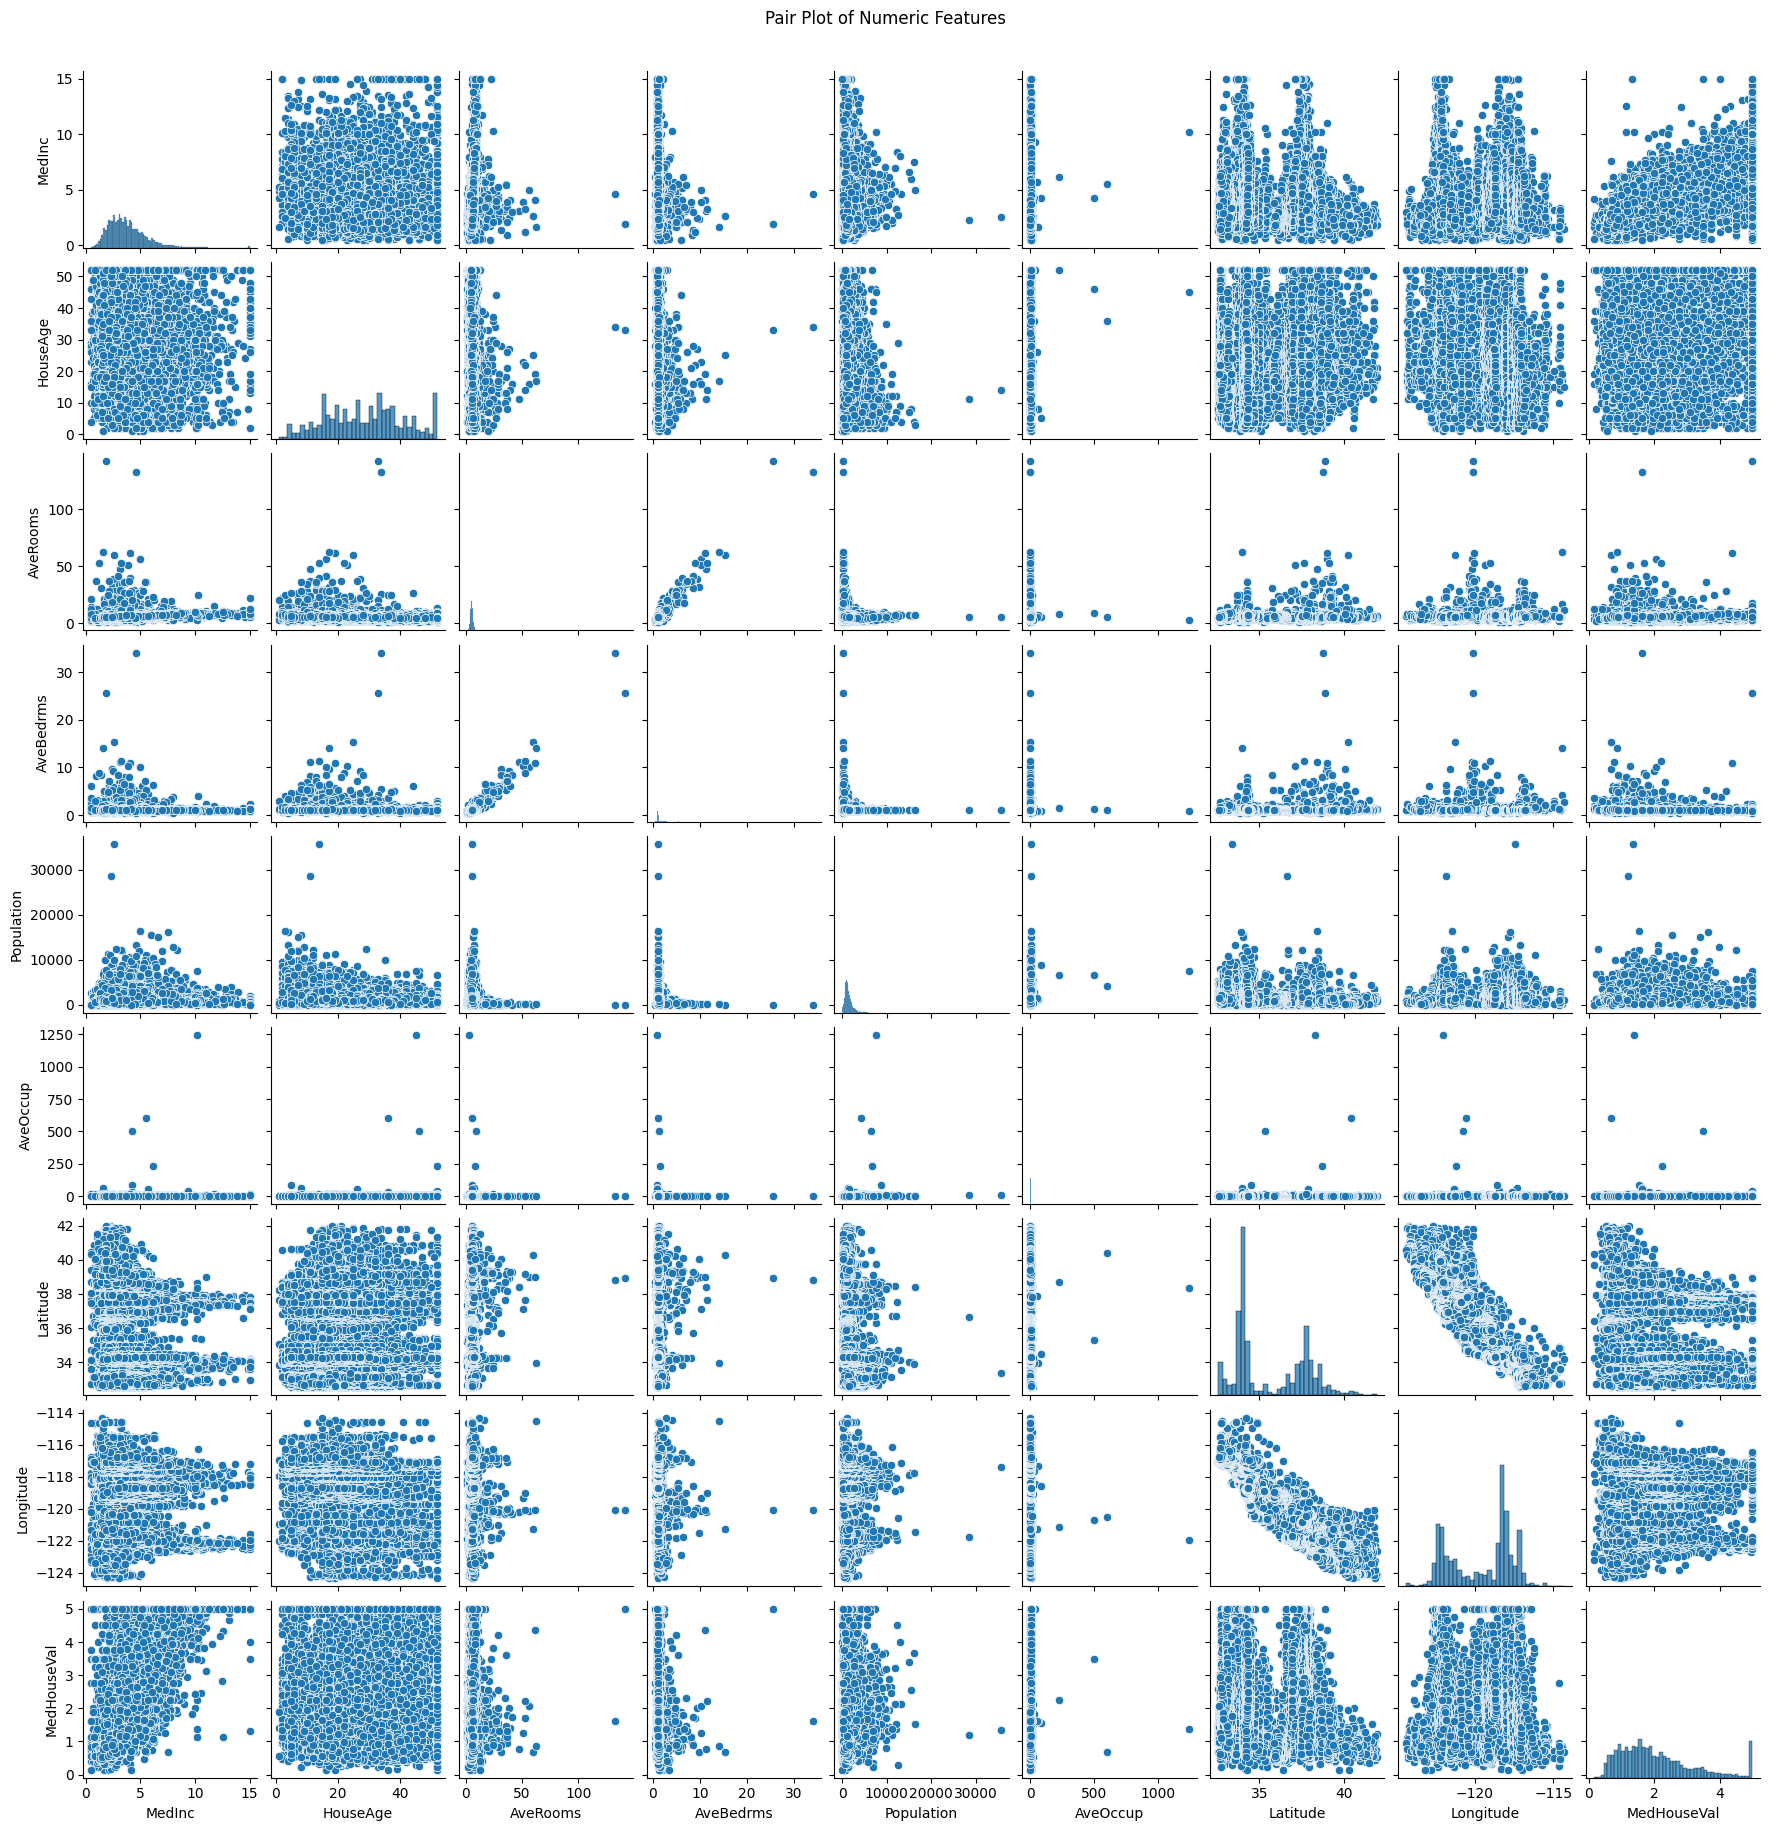 Pair Plot of Numeric Features
15
10
5
0
MedInc
50
40
30
20
10
0
HouseAge
100
50
0
AveRooms
30
20
10
0
AveBedrms
30000
20000
10000
0
Population
1250
1000
750
500
250
0
AveOccup
42
40
38
36
34
Latitude
−114
−116
−118
−120
−122
−124
Longitude
5
4
3
2
1
0
MedHouseVal
0 5 10 15
0 20 40
0 50 100
0 10 20 30
0 10000 20000 30000
0 500 1000
35 40
−120 −115
0 2 4
MedInc HouseAge AveRooms AveBedrms Population AveOccup Latitude Longitude MedHouseVal